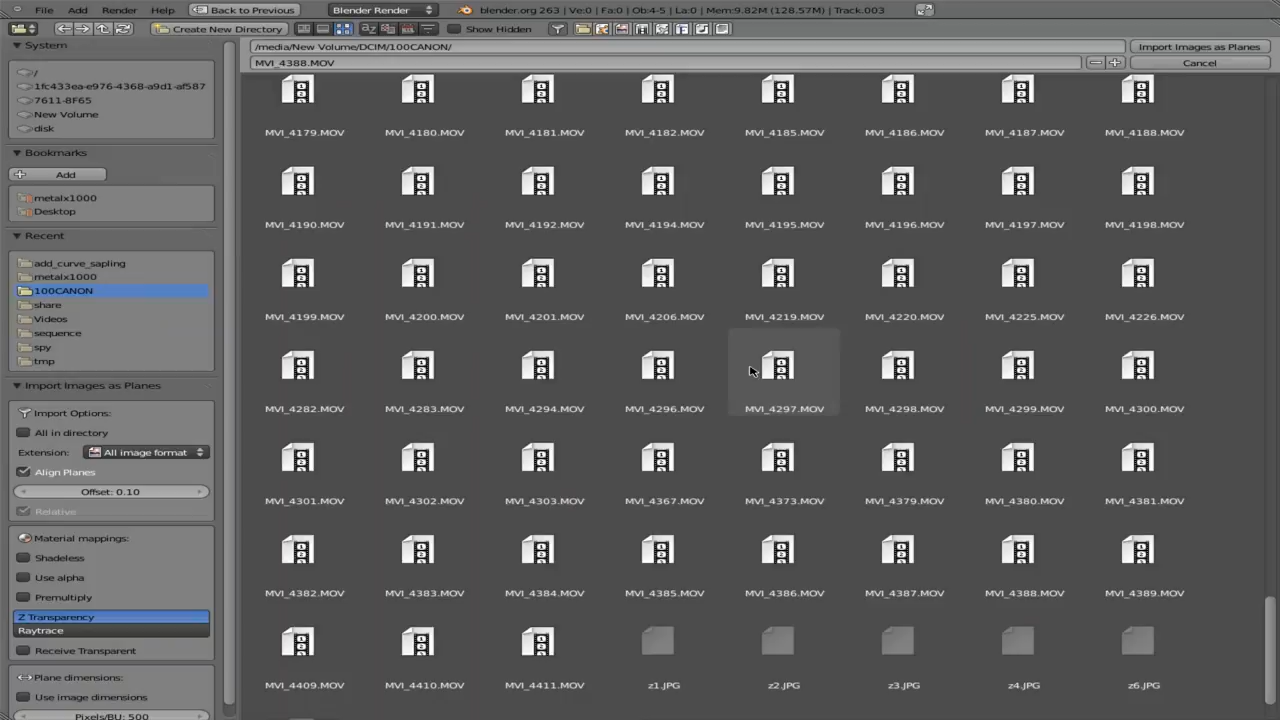 File Add Render Help Back to Previous Blender Render blender.org 263 | Ve:0 | Fa:0 | Ob:4-5 | La:0 | Mem:9.82M (128.57M) | Track.003
Create New Directory Show Hidden
System
/
1fc433ea-e976-4368-a9d1-af587
7611-8F65
New Volume
disk
Bookmarks
Add
metalx1000
Desktop
Recent
add_curve_sapling
metalx1000
100CANON
share
Videos
sequence
spy
tmp
Import Images as Planes
Import Options:
All in directory
Extension: All image format
Align Planes
Offset: 0.10
Relative
Material mappings:
Shadeless
Use alpha
Premultiply
Z Transparency
Raytrace
Receive Transparent
Plane dimensions:
Use image dimensions
Pixels/BU: 500
/media/New Volume/DCIM/100CANON/ Import Images as Planes
MVI_4388.MOV Cancel
MVI_4179.MOV MVI_4180.MOV MVI_4181.MOV MVI_4182.MOV MVI_4185.MOV MVI_4186.MOV MVI_4187.MOV MVI_4188.MOV
MVI_4190.MOV MVI_4191.MOV MVI_4192.MOV MVI_4194.MOV MVI_4195.MOV MVI_4196.MOV MVI_4197.MOV MVI_4198.MOV
MVI_4199.MOV MVI_4200.MOV MVI_4201.MOV MVI_4206.MOV MVI_4219.MOV MVI_4220.MOV MVI_4225.MOV MVI_4226.MOV
MVI_4282.MOV MVI_4283.MOV MVI_4294.MOV MVI_4296.MOV MVI_4297.MOV MVI_4298.MOV MVI_4299.MOV MVI_4300.MOV
MVI_4301.MOV MVI_4302.MOV MVI_4303.MOV MVI_4367.MOV MVI_4373.MOV MVI_4379.MOV MVI_4380.MOV MVI_4381.MOV
MVI_4382.MOV MVI_4383.MOV MVI_4384.MOV MVI_4385.MOV MVI_4386.MOV MVI_4387.MOV MVI_4388.MOV MVI_4389.MOV
MVI_4409.MOV MVI_4410.MOV MVI_4411.MOV z1.JPG z2.JPG z3.JPG z4.JPG z6.JPG